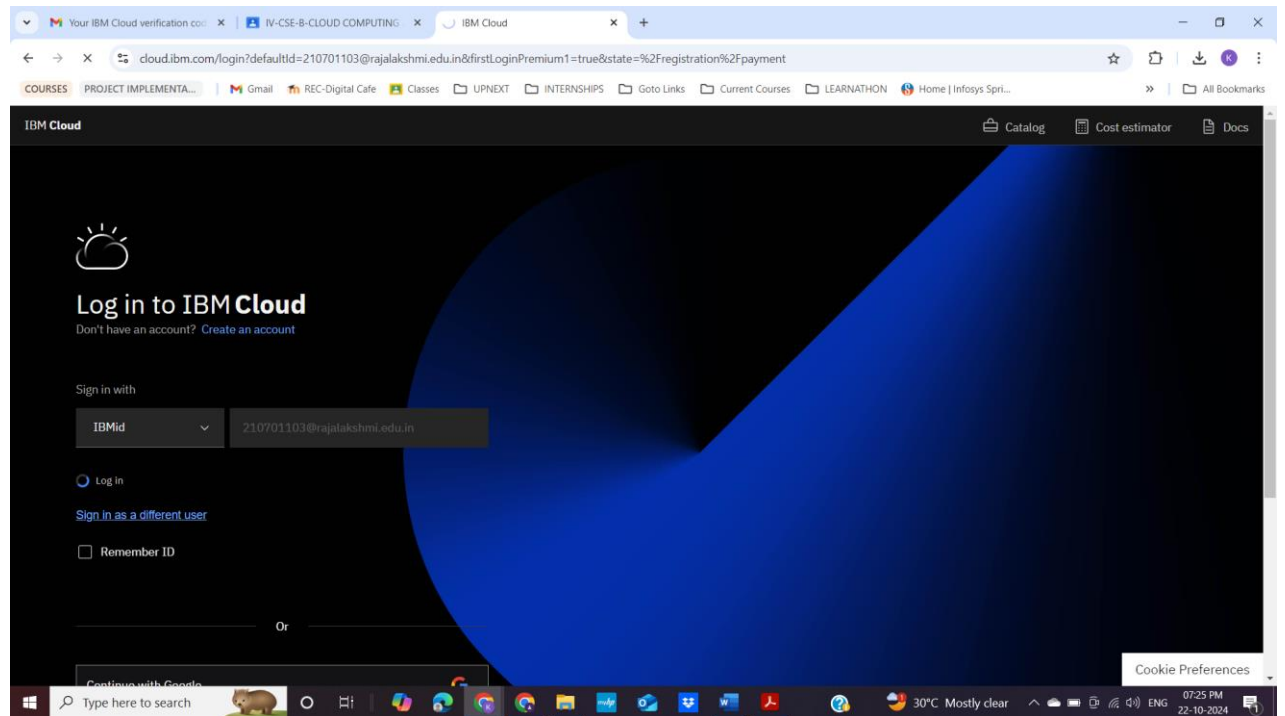 Your IBM Cloud verification cod
IV-CSE-B-CLOUD COMPUTING
IBM Cloud
cloud.ibm.com/login?defaultId=210701103@rajalakshmi.edu.in&firstLoginPremium1=true&state=%2Fregistration%2Fpayment
K
COURSES PROJECT IMPLEMENTA... Gmail REC-Digital Cafe Classes UPNEXT INTERNSHIPS Goto Links Current Courses LEARNATHON Home | Infosys Spri... » All Bookmarks
IBM Cloud Catalog Cost estimator Docs
Log in to IBM Cloud
Don't have an account? Create an account
Sign in with
IBMid 210701103@rajalakshmi.edu.in
Log in
Sign in as a different user
Remember ID
Or
Continue with Google
Cookie Preferences
Type here to search 30°C Mostly clear ENG 07:25 PM
22-10-2024